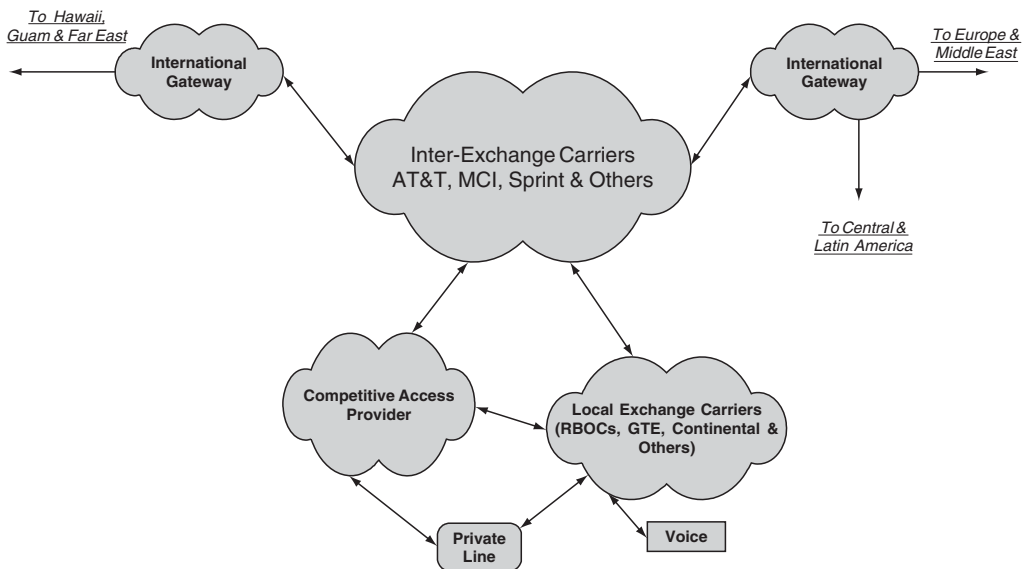 To Hawaii,
Guam & Far East
International
Gateway
International
Gateway
To Europe &
Middle East
Inter-Exchange Carriers
AT&T, MCI, Sprint & Others
To Central &
Latin America
Competitive Access
Provider
Local Exchange Carriers
(RBOCs, GTE, Continental &
Others)
Private
Line
Voice